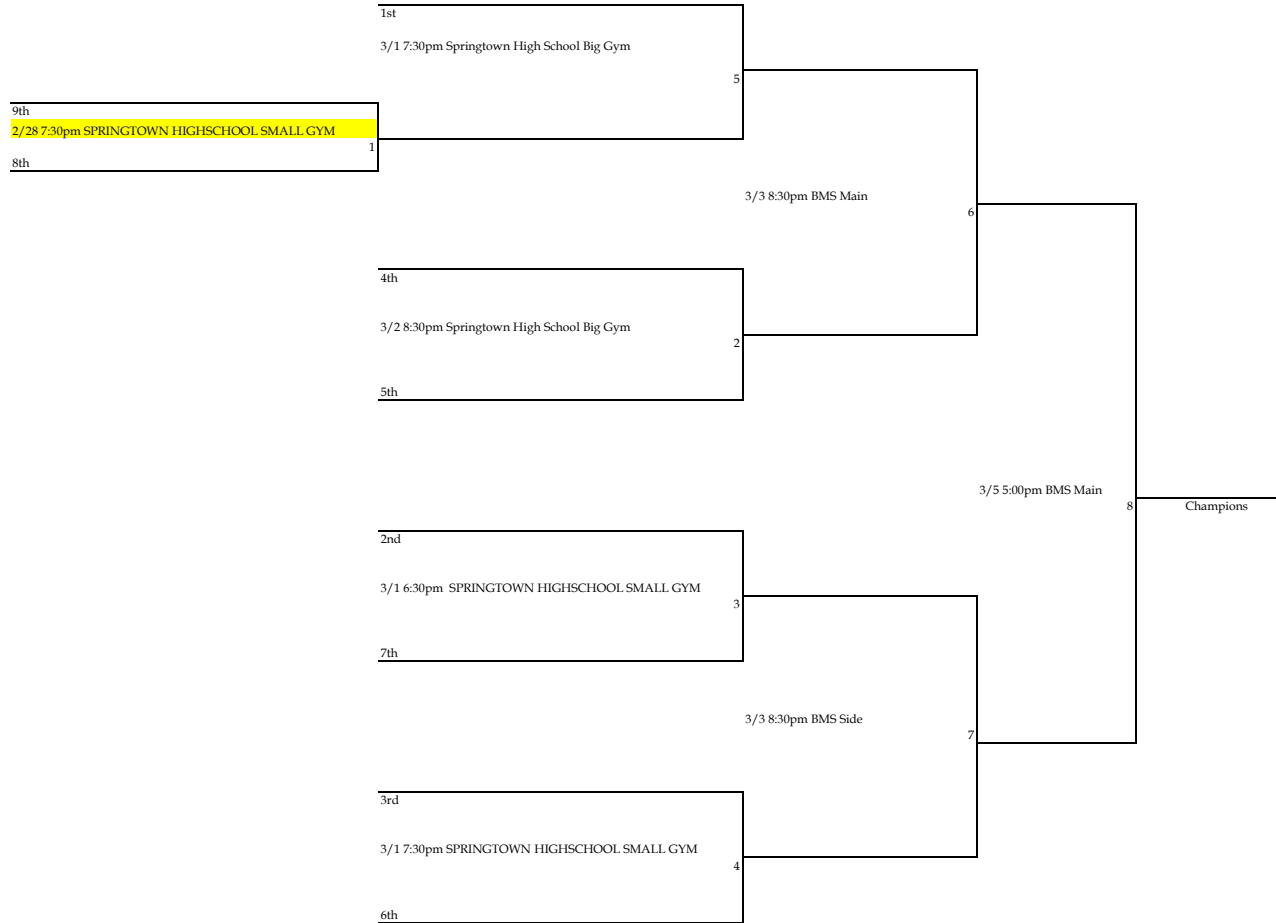 1st
3/1 7:30pm Springtown High School Big Gym
5
9th
2/28 7:30pm SPRINGTOWN HIGHSCHOOL SMALL GYM
1
8th
3/3 8:30pm BMS Main
6
4th
3/2 8:30pm Springtown High School Big Gym
2
5th
3/5 5:00pm BMS Main
8
Champions
2nd
3/1 6:30pm  SPRINGTOWN HIGHSCHOOL SMALL GYM
3
7th
3/3 8:30pm BMS Side
7
3rd
3/1 7:30pm SPRINGTOWN HIGHSCHOOL SMALL GYM
4
6th